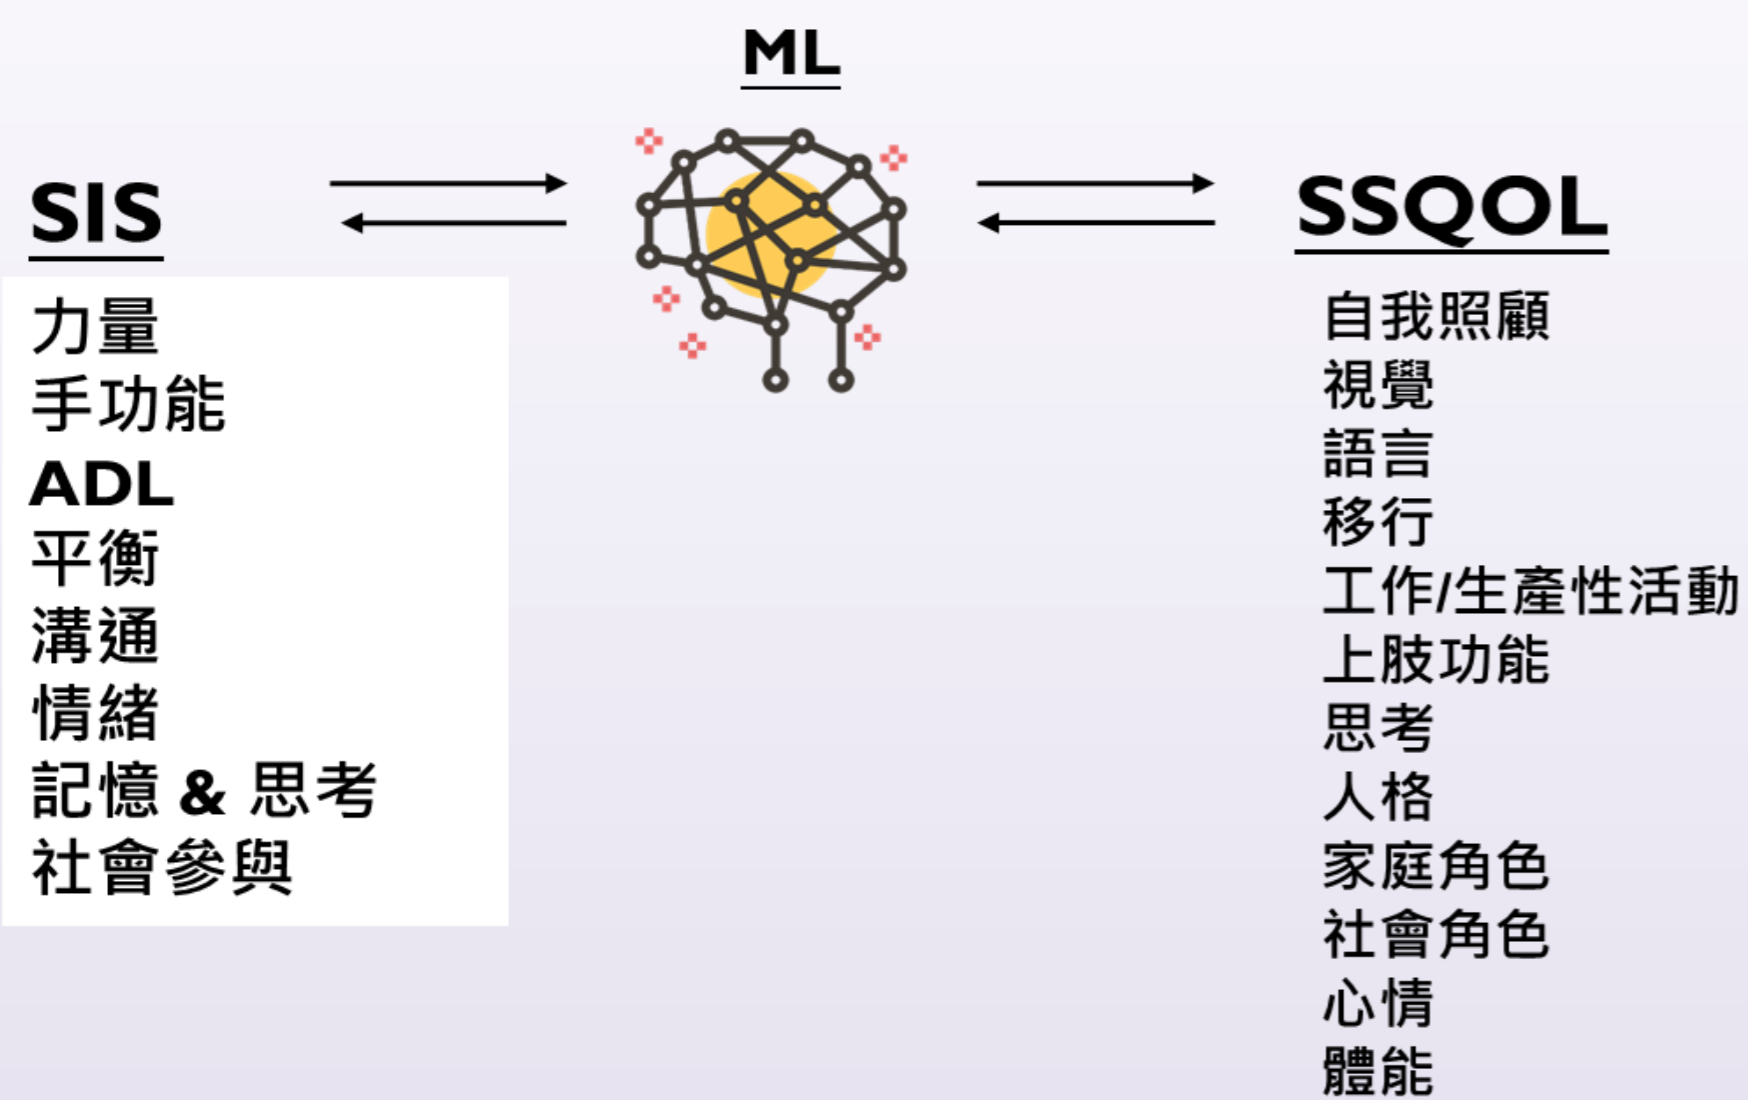 ML
SIS
力量
手功能
ADL
平衡
溝通
情緒
記憶 & 思考
社會參與
SSQOL
自我照顧
視覺
語言
移行
工作/生產性活動
上肢功能
思考
人格
家庭角色
社會角色
心情
體能